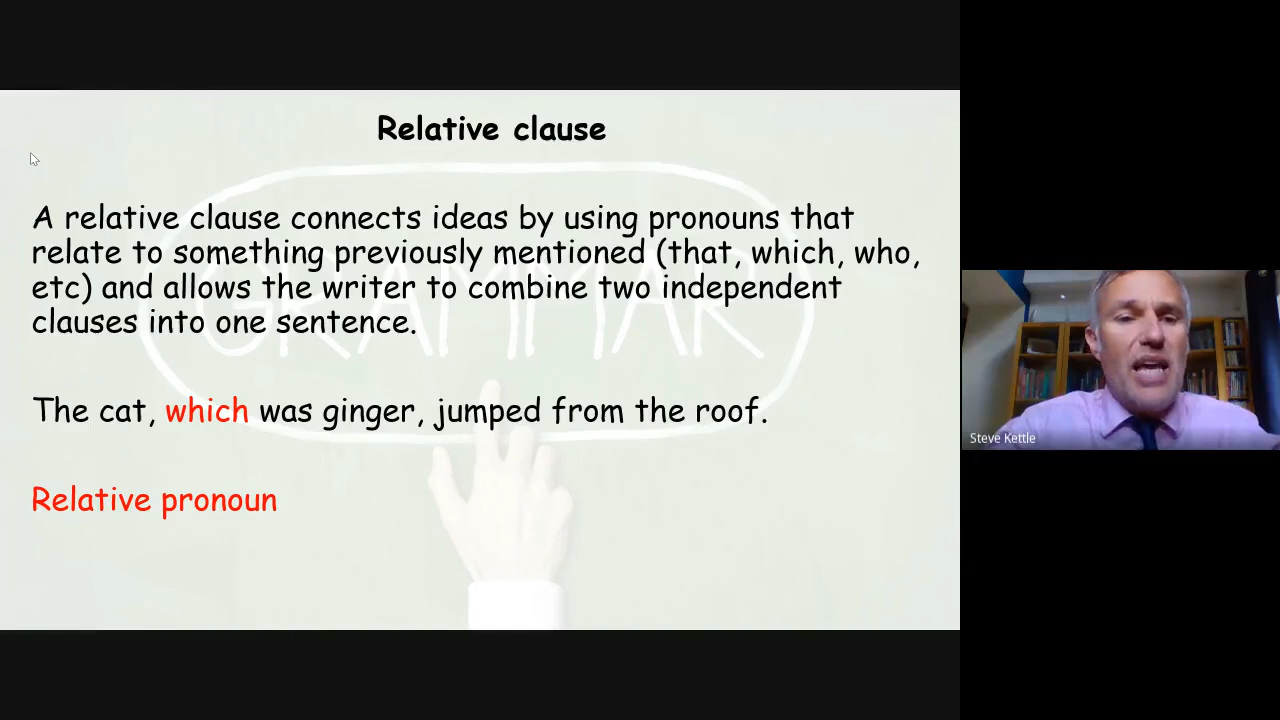 Relative clause
A relative clause connects ideas by using pronouns that
relate to something previously mentioned (that, which, who,
etc) and allows the writer to combine two independent
clauses into one sentence.
GRAMMAR
The cat, which was ginger, jumped from the roof.
Relative pronoun
Steve Kettle